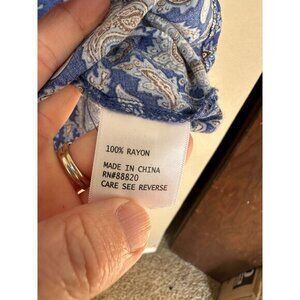 100% RAYON
MADE IN CHINA
RN#88820
CARE SEE REVERSE